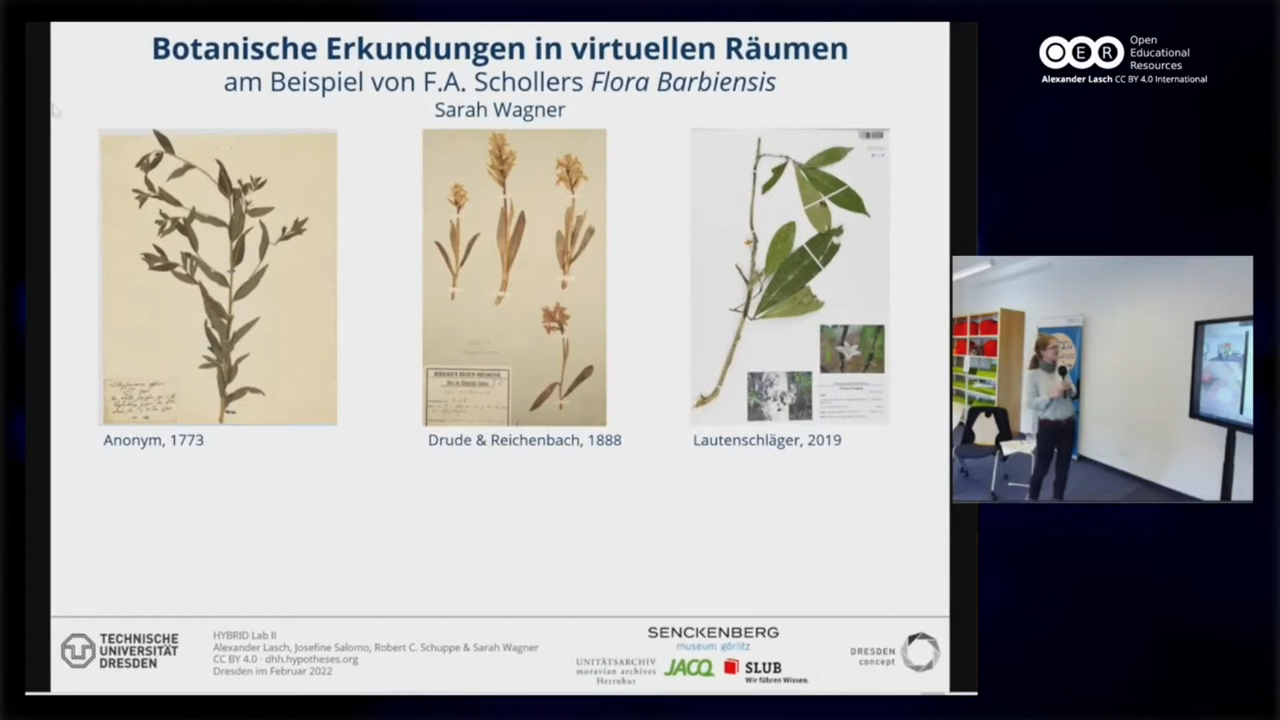 Botanische Erkundungen in virtuellen Räumen
am Beispiel von F.A. Schollers Flora Barbiensis
Sarah Wagner
Anonym, 1773
Drude & Reichenbach, 1888
Lautenschläger, 2019
TECHNISCHE
UNIVERSITÄT
DRESDEN
HYBRID Lab II
Alexander Lasch, Josefine Salomo, Robert C. Schuppe & Sarah Wagner
CC BY 4.0 · dhh.hypotheses.org
Dresden im Februar 2022
SENCKENBERG
museum görlitz
UNITÄTSARCHIV
moravian archives
Herrnhut
JACQ
SLUB
Wir führen Wissen.
DRESDEN
concept
OER
Open
Educational
Resources
Alexander Lasch CC BY 4.0 International